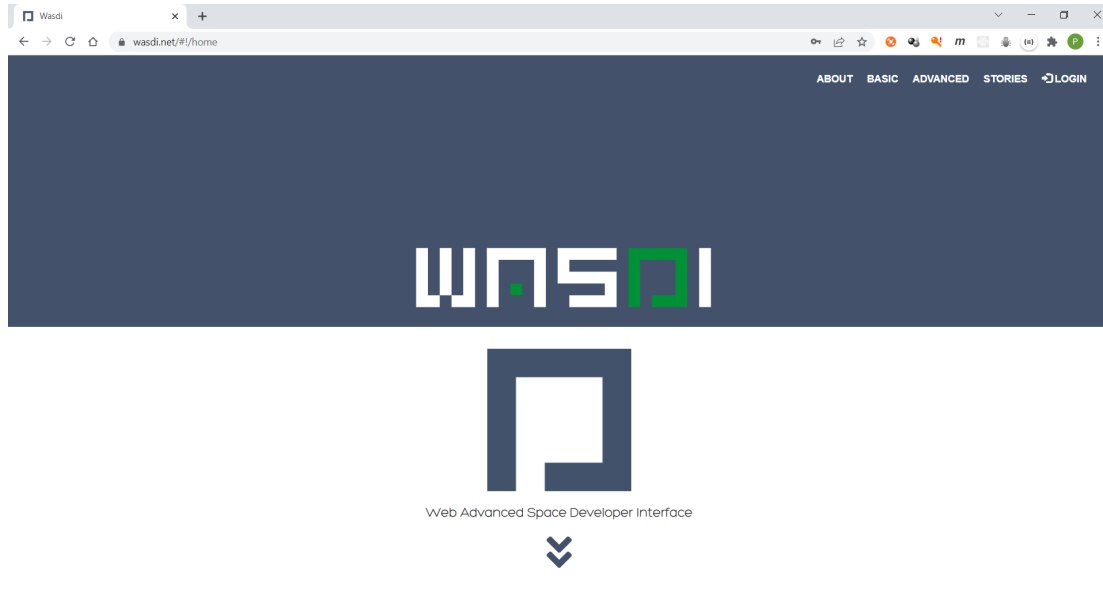 Wasdi
wasdi.net/#!/home
ABOUT BASIC ADVANCED STORIES LOGIN
WASDI
Web Advanced Space Developer Interface